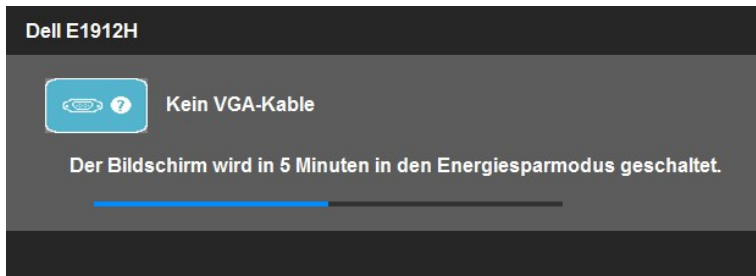 Dell E1912H
?
Kein VGA-Kable
Der Bildschirm wird in 5 Minuten in den Energiesparmodus geschaltet.